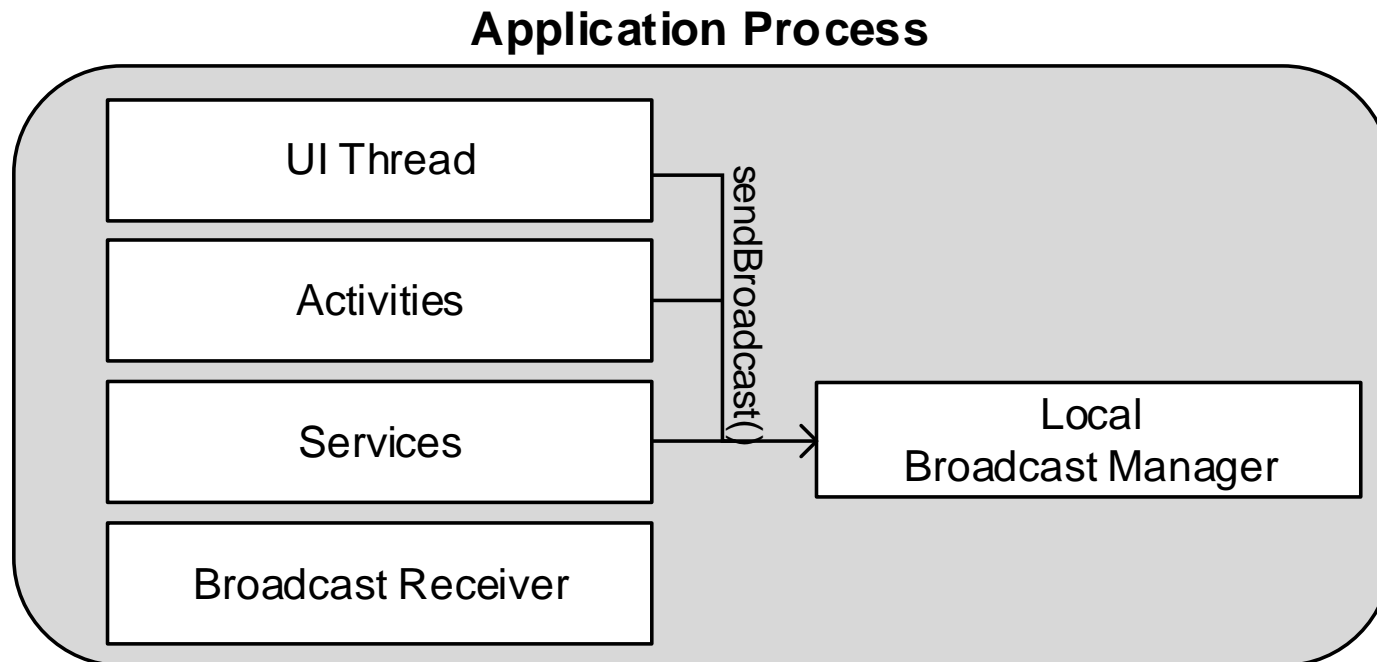 Application Process
UI Thread
Activities
Services
Broadcast Receiver
sendBroadcast()
Local
Broadcast Manager